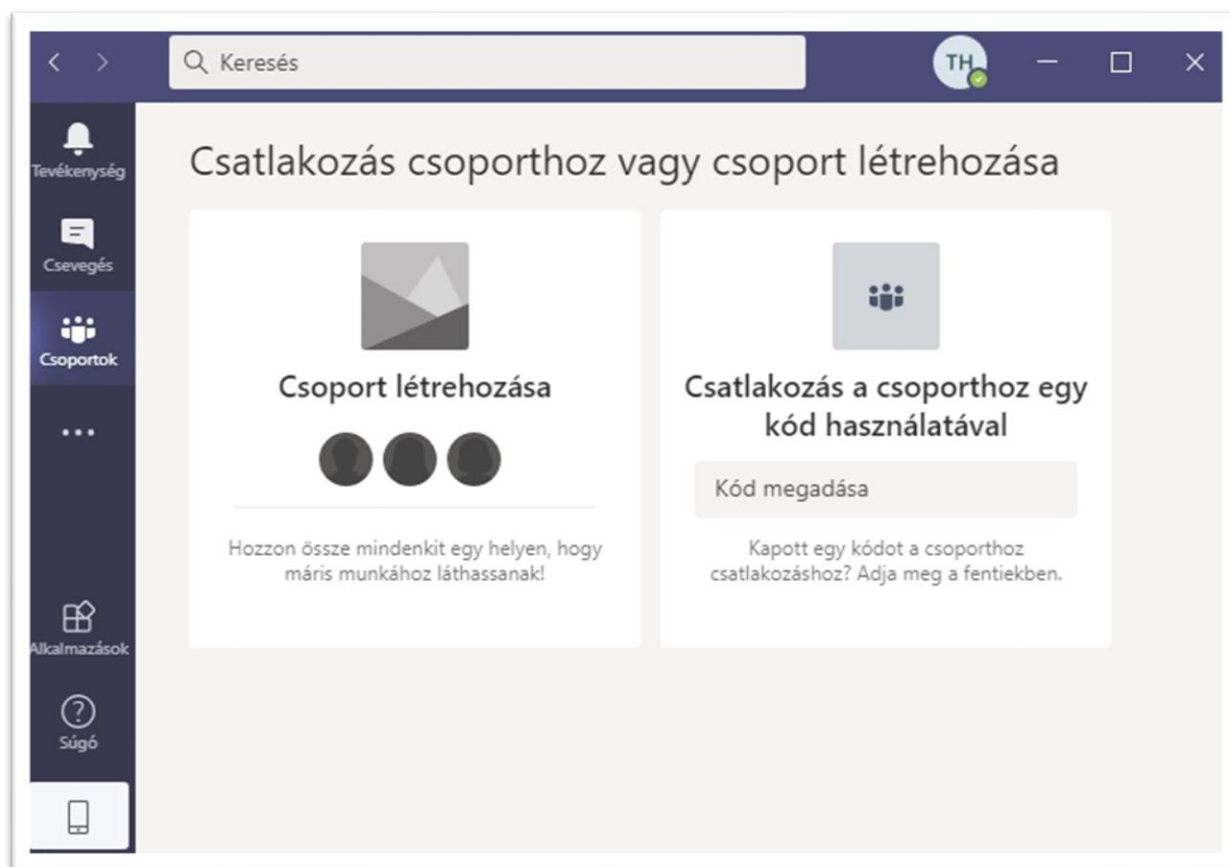 Keresés
TH
Tevékenység
Csevegés
Csoportok
Alkalmazások
Súgó
Csatlakozás csoporthoz vagy csoport létrehozása
Csoport létrehozása
Hozzon össze mindenkit egy helyen, hogy
máris munkához láthassanak!
Csatlakozás a csoporthoz egy
kód használatával
Kód megadása
Kapott egy kódot a csoporthoz
csatlakozáshoz? Adja meg a fentiekben.